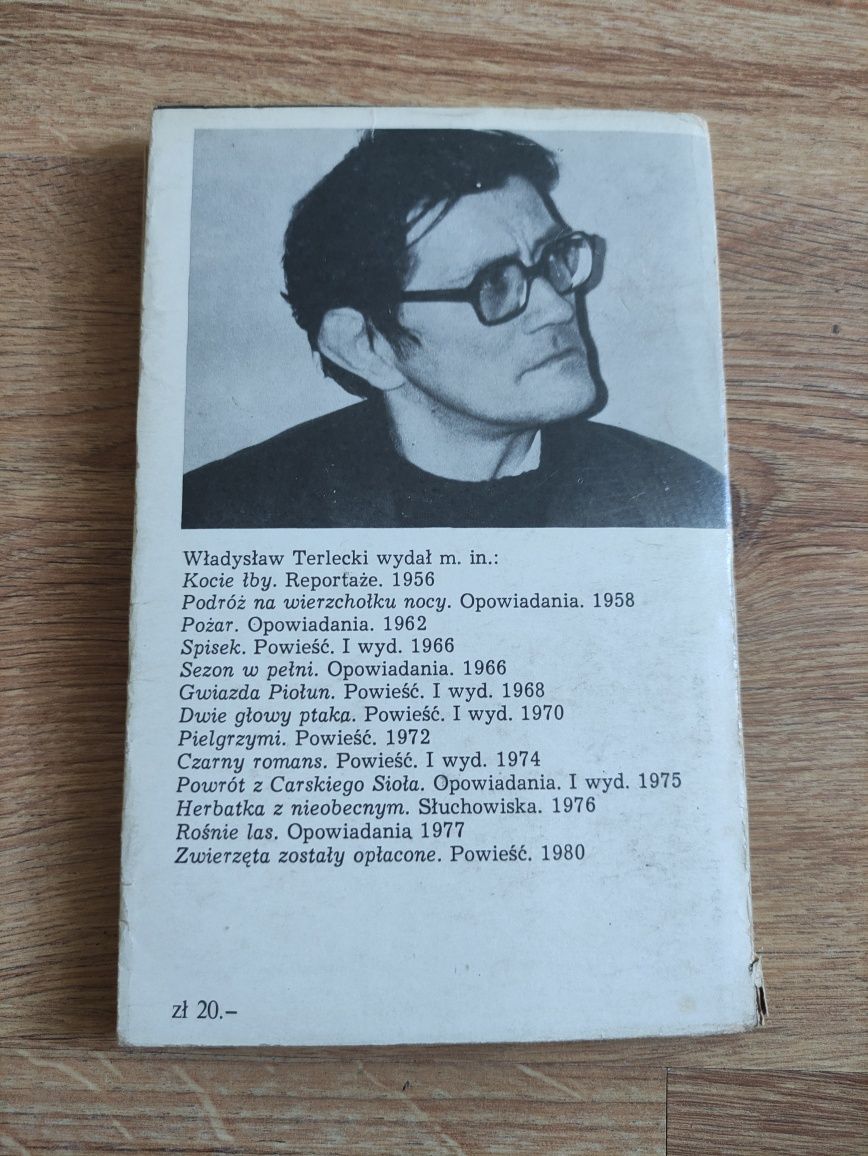 Władysław Terlecki wydał m. in.:
Kocie łby. Reportaże. 1956
Podróż na wierzchołku nocy. Opowiadania. 1958
Pożar. Opowiadania. 1962
Spisek. Powieść. I wyd. 1966
Sezon w pełni. Opowiadania. 1966
Gwiazda Piołun. Powieść. I wyd. 1968
Dwie głowy ptaka. Powieść. I wyd. 1970
Pielgrzymi. Powieść. 1972
Czarny romans. Powieść. I wyd. 1974
Powrót z Carskiego Sioła. Opowiadania. I wyd. 1975
Herbatka z nieobecnym. Słuchowiska. 1976
Rośnie las. Opowiadania 1977
Zwierzęta zostały opłacone. Powieść. 1980
zł 20.–